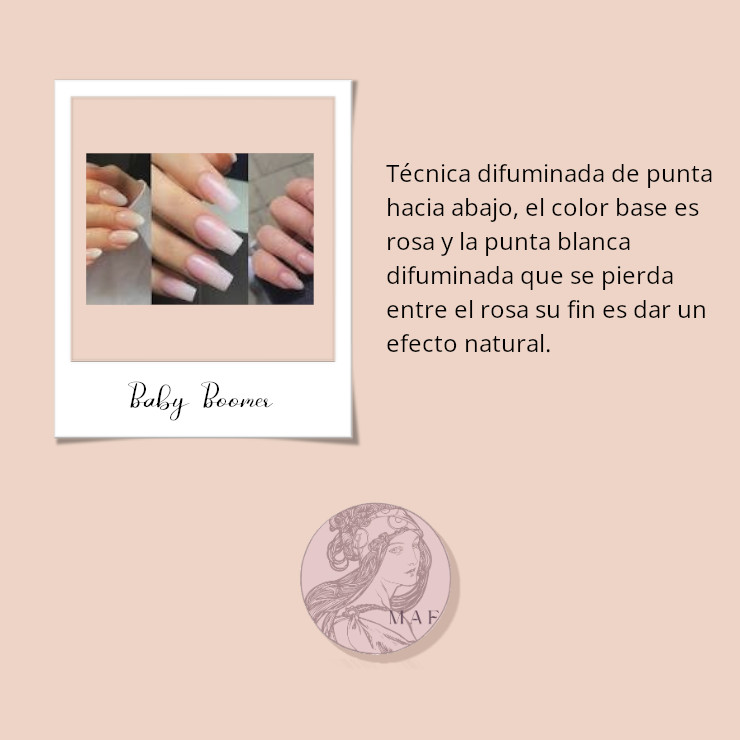 Técnica difuminada de punta
hacia abajo, el color base es
rosa y la punta blanca
difuminada que se pierda
entre el rosa su fin es dar un
efecto natural.
Baby Boomer
MAE